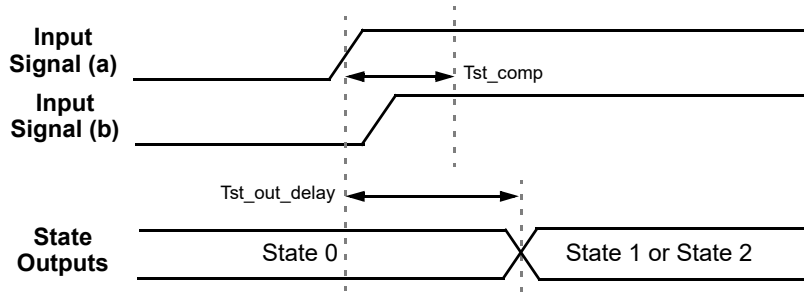 Input
Signal (a)
Tst_comp
Input
Signal (b)
Tst_out_delay
State
Outputs
State 0
State 1 or State 2